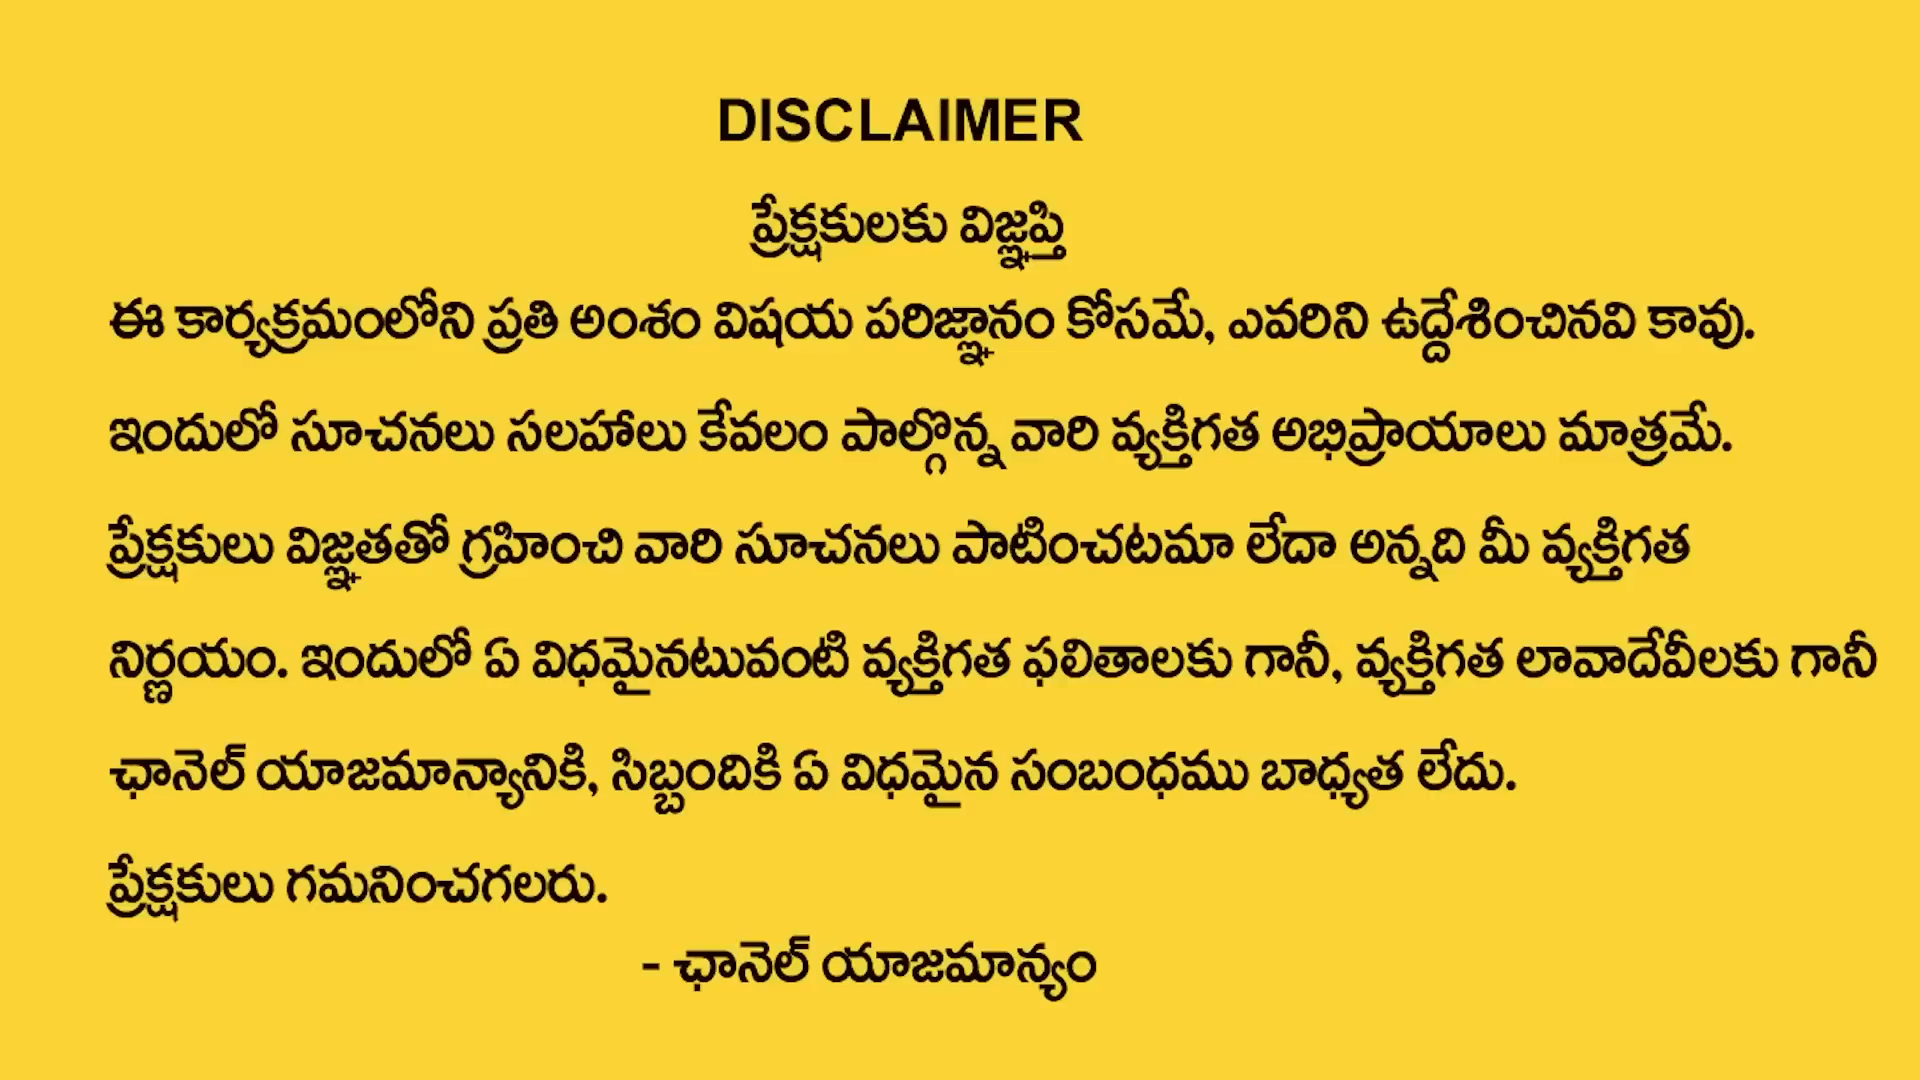 DISCLAIMER
ప్రేక్షకులకు విజ్ఞప్తి
ఈ కార్యక్రమంలోని ప్రతి అంశం విషయ పరిజ్ఞానం కోసమే, ఎవరిని ఉద్దేశించినవి కావు.
ఇందులో సూచనలు సలహాలు కేవలం పాల్గొన్న వారి వ్యక్తిగత అభిప్రాయాలు మాత్రమే.
ప్రేక్షకులు విజ్ఞతతో గ్రహించి వారి సూచనలు పాటించటమా లేదా అన్నది మీ వ్యక్తిగత
నిర్ణయం. ఇందులో ఏ విధమైనటువంటి వ్యక్తిగత ఫలితాలకు గానీ, వ్యక్తిగత లావాదేవీలకు గానీ
ఛానెల్ యాజమాన్యానికి, సిబ్బందికి ఏ విధమైన సంబంధము బాధ్యత లేదు.
ప్రేక్షకులు గమనించగలరు.
- ఛానెల్ యాజమాన్యం